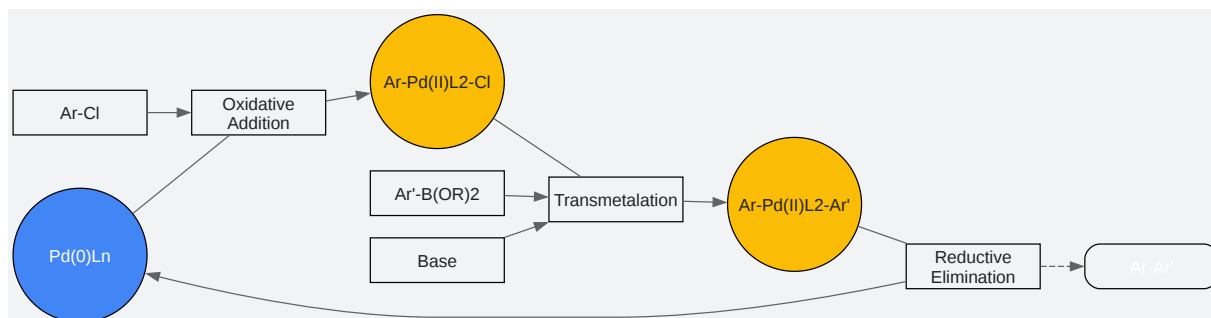 Ar-Pd(II)L2-Cl
Ar-Cl
Oxidative
Addition
Ar'-B(OR)2
Transmetalation
Ar-Pd(II)L2-Ar'
Pd(0)Ln
Base
Reductive
Elimination
Ar-Ar'